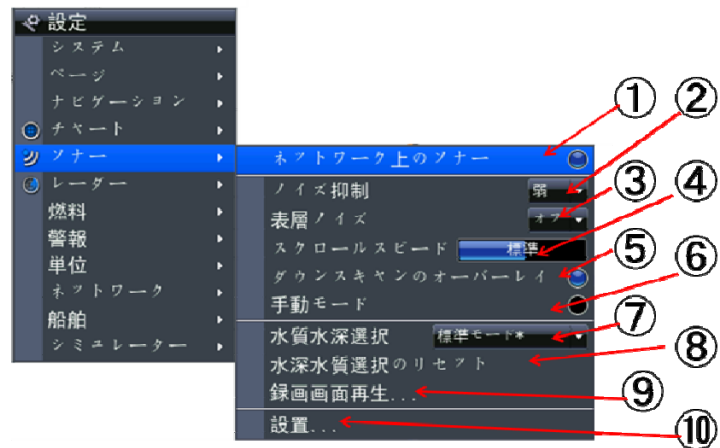 設定
システム
ページ
ナビゲーション
チャート
ソナー
レーダー
燃料
警報
単位
ネットワーク
船舶
シミュレーター
ネットワーク上のソナー ①
ノイズ抑制 弱 ②
表層ノイズ オフ ③
スクロールスピード 標準 ④
ダウンスキャンのオーバーレイ ⑤
手動モード ⑥
水質水深選択 標準モード* ⑦
水深水質選択のリセット ⑧
録画画面再生... ⑨
設置... ⑩